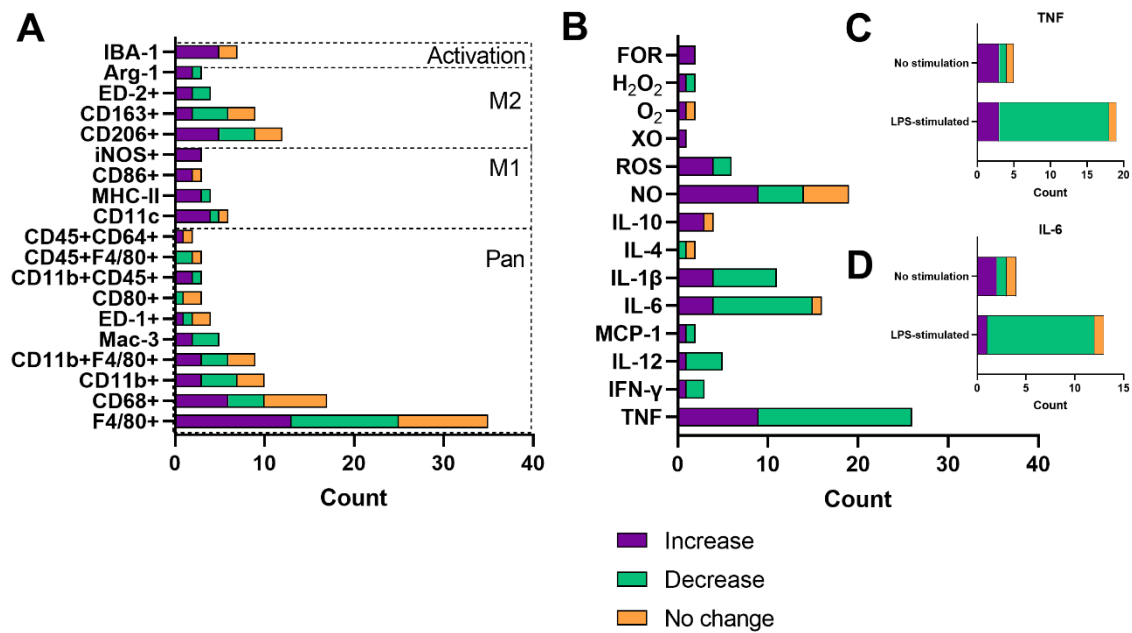 A
IBA-1
Arg-1
ED-2+
CD163+
CD206+
iNOS+
CD86+
MHC-II
CD11c
CD45+CD64+
CD45+F4/80+
CD11b+CD45+
CD80+
ED-1+
Mac-3
CD11b+F4/80+
CD11b+
CD68+
F4/80+
Activation
M2
M1
Pan
0 10 20 30 40
Count
B
FOR
H₂O₂
O₂
XO
ROS
NO
IL-10
IL-4
IL-1β
IL-6
MCP-1
IL-12
IFN-γ
TNF
0 10 20 30 40
Count
C
TNF
No stimulation
LPS-stimulated
0 5 10 15 20
Count
D
IL-6
No stimulation
LPS-stimulated
0 5 10 15
Count
Increase
Decrease
No change